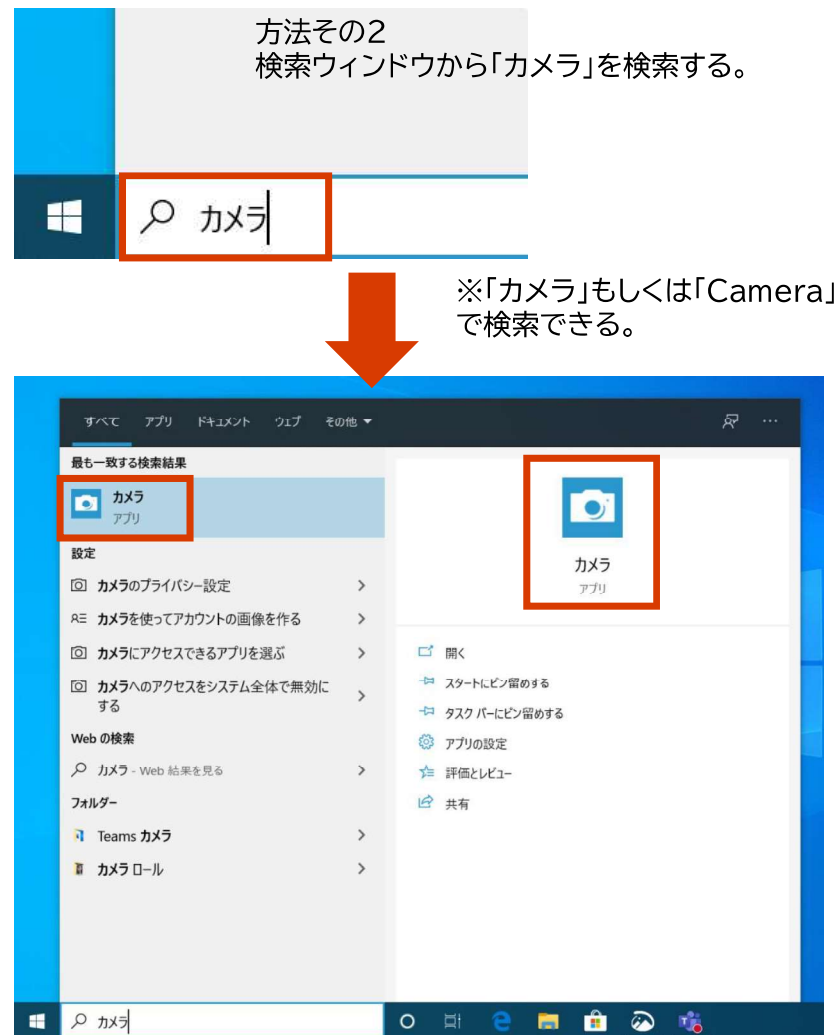 方法その2
検索ウィンドウから「カメラ」を検索する。
カメラ
※「カメラ」もしくは「Camera」
で検索できる。
すべて アプリ ドキュメント ウェブ その他 ▼
最も一致する検索結果
カメラ
アプリ
設定
カメラのプライバシー設定
カメラを使ってアカウントの画像を作る
カメラにアクセスできるアプリを選ぶ
カメラへのアクセスをシステム全体で無効に
する
Web の検索
カメラ - Web 結果を見る
フォルダー
Teams カメラ
カメラ ロール
カメラ
アプリ
開く
スタートにピン留めする
タスク バーにピン留めする
アプリの設定
評価とレビュー
共有
カメラ